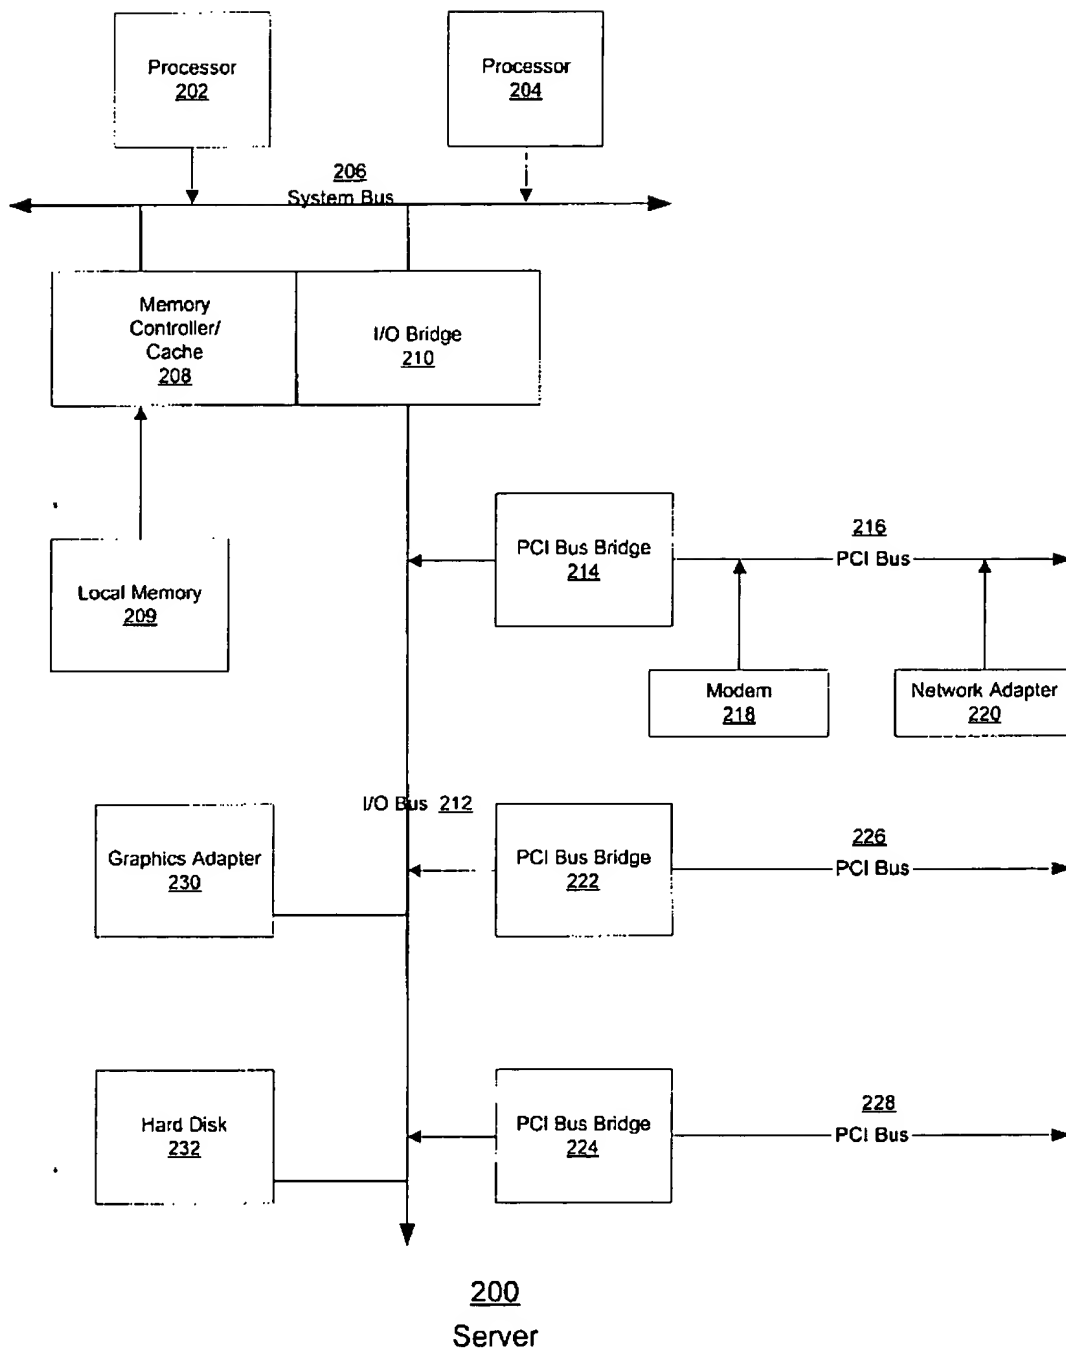 Processor
202
Processor
204
206
System Bus
Memory
Controller/
Cache
208
I/O Bridge
210
PCI Bus Bridge
214
216
PCI Bus
Local Memory
209
Modem
218
Network Adapter
220
I/O Bus 212
Graphics Adapter
230
PCI Bus Bridge
222
226
PCI Bus
Hard Disk
232
PCI Bus Bridge
224
228
PCI Bus
200
Server